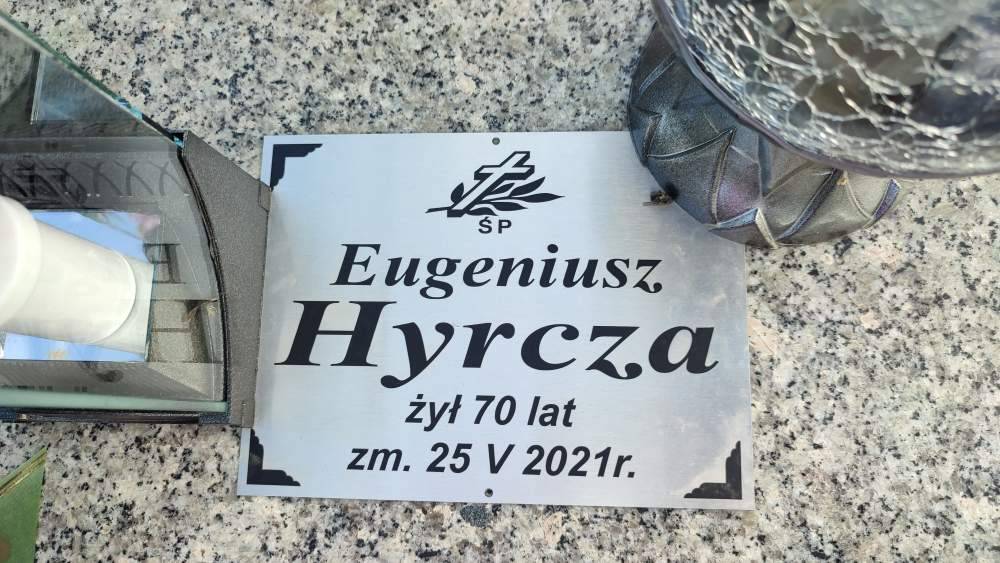 ŚP
Eugeniusz
Hyrcza
żył 70 lat
zm. 25 V 2021r.